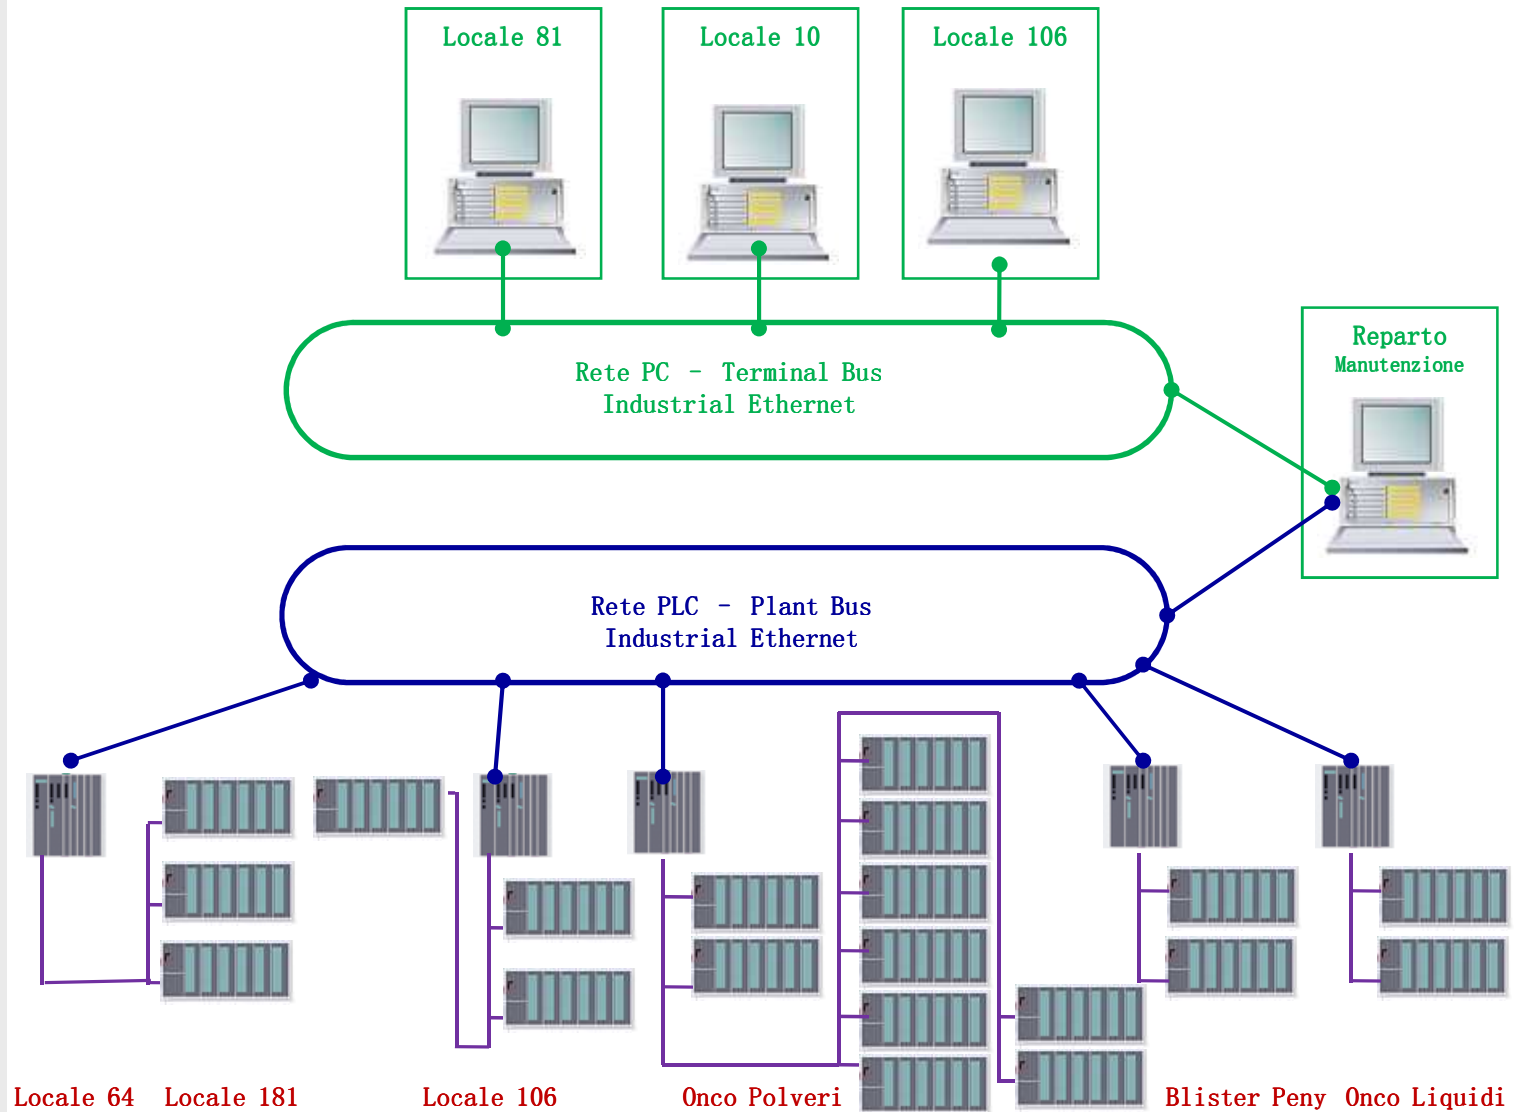 Locale 81
Locale 10
Locale 106
Reparto
Manutenzione
Rete PC - Terminal Bus
Industrial Ethernet
Rete PLC - Plant Bus
Industrial Ethernet
Locale 64
Locale 181
Locale 106
Onco Polveri
Blister Peny
Onco Liquidi